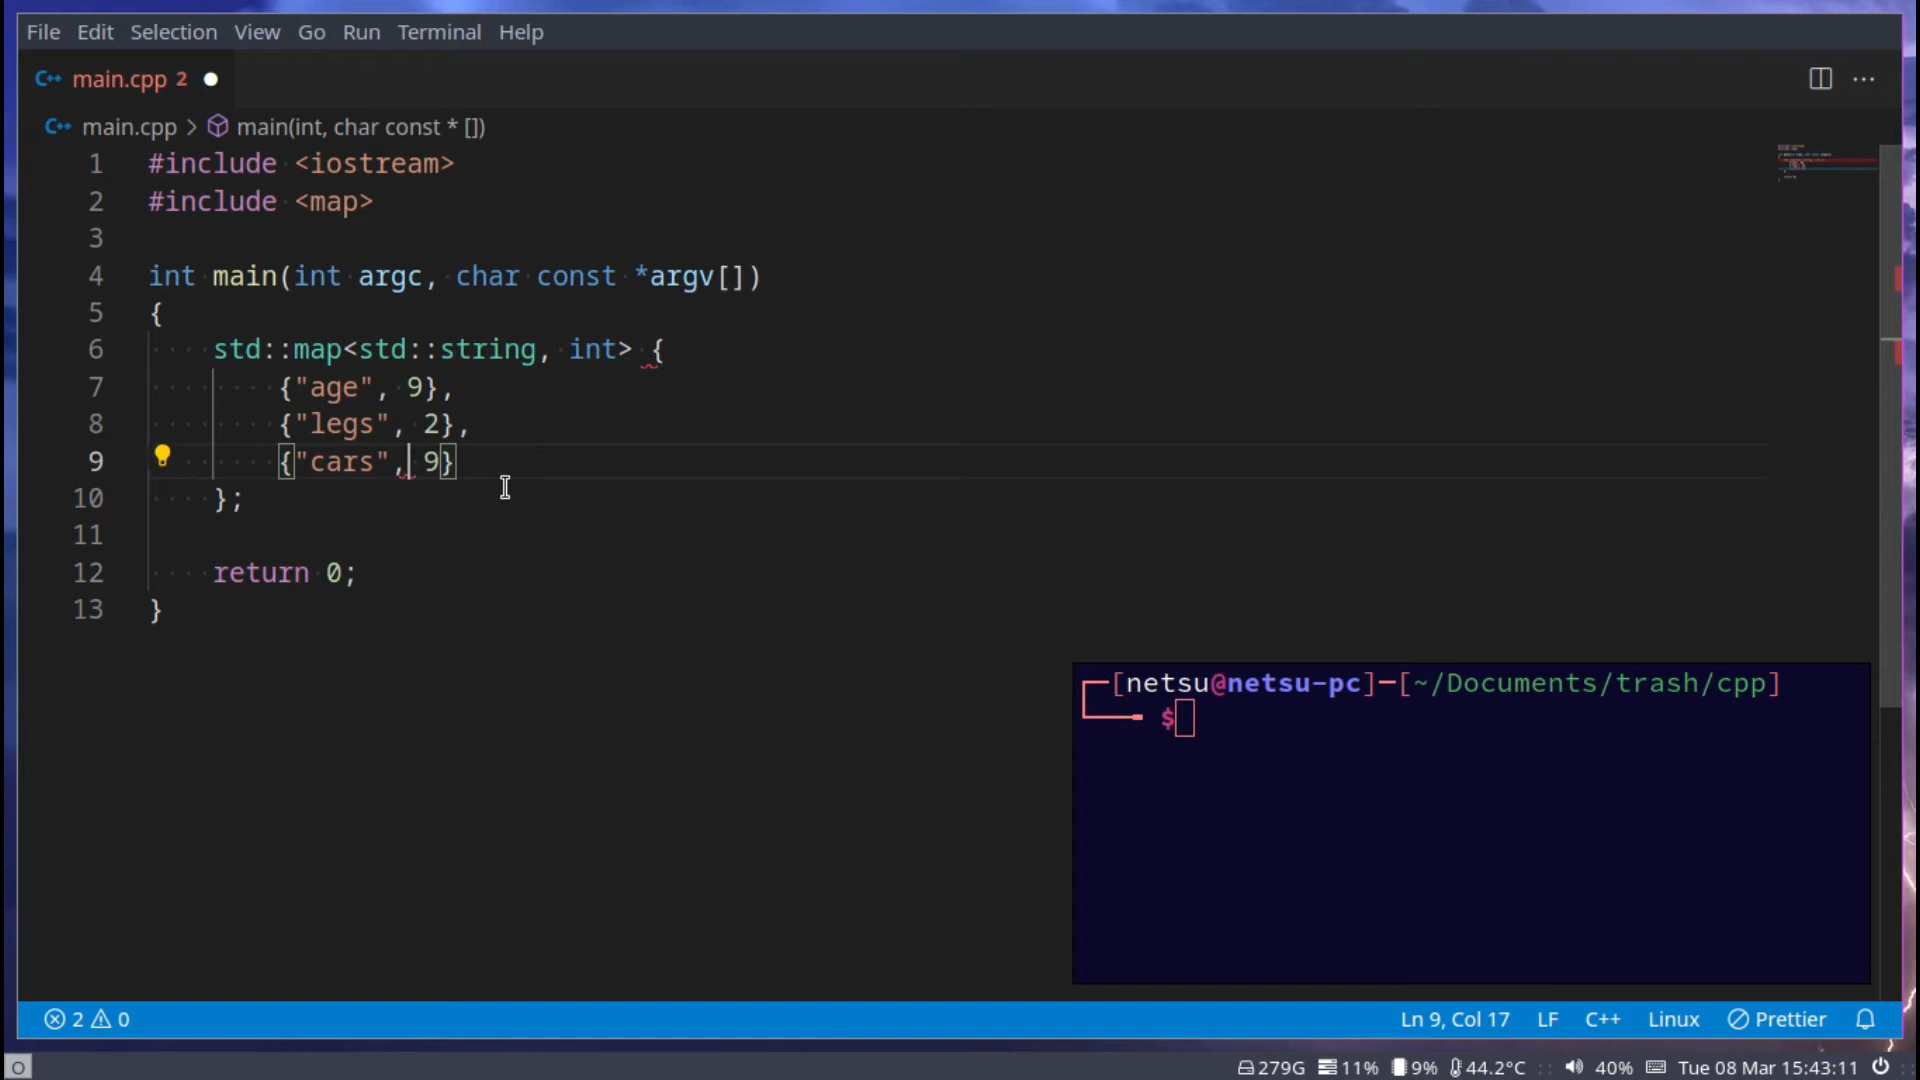 File Edit Selection View Go Run Terminal Help
C++ main.cpp 2
C++ main.cpp > main(int, char const * [])
1 #include <iostream>
2 #include <map>
3
4 int main(int argc, char const *argv[])
5 {
6 std::map<std::string, int> {
7 {"age", 9},
8 {"legs", 2},
9 {"cars", 9}
10 };
11
12 return 0;
13 }
[netsu@netsu-pc]-[~/Documents/trash/cpp]
$
2 0 Ln 9, Col 17 LF C++ Linux Prettier
279G 11% 9% 44.2°C :: 40% Tue 08 Mar 15:43:11